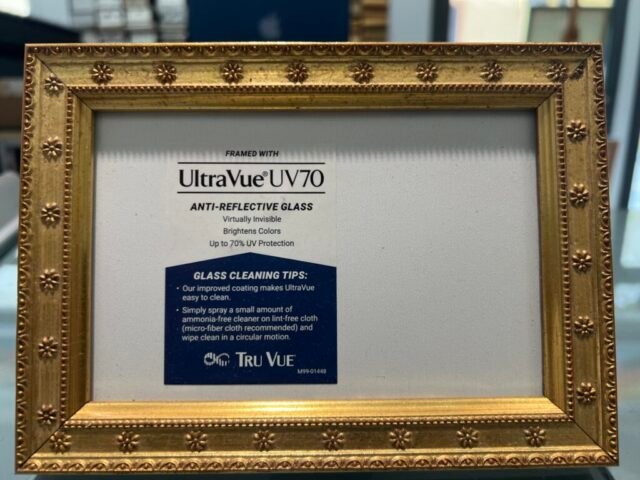 FRAMED WITH
UltraVue® UV70
ANTI-REFLECTIVE GLASS
Virtually Invisible
Brightens Colors
Up to 70% UV Protection
GLASS CLEANING TIPS:
• Our improved coating makes UltraVue
easy to clean.
• Simply spray a small amount of
ammonia-free cleaner on lint-free cloth
(micro-fiber cloth recommended) and
wipe clean in a circular motion.
TRU VUE
M99-01448